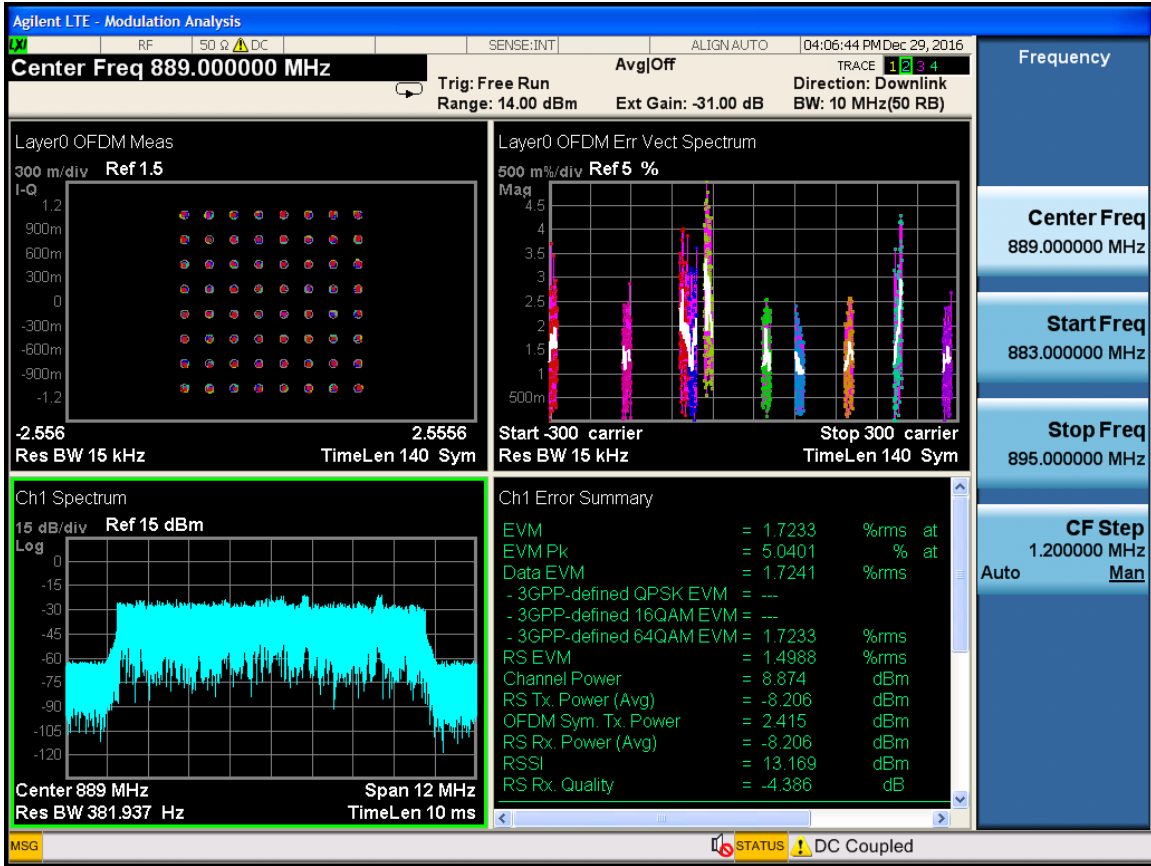 Agilent LTE - Modulation Analysis
LXI RF 50 Ω DC SENSE:INT ALIGN AUTO 04:06:44 PM Dec 29, 2016
Center Freq 889.000000 MHz
Avg|Off
TRACE 1 2 3 4
Trig: Free Run
Direction: Downlink
Range: 14.00 dBm Ext Gain: -31.00 dB BW: 10 MHz(50 RB)
Layer0 OFDM Meas
300 m/div Ref 1.5
I-Q
1.2
900m
600m
300m
0
-300m
-600m
-900m
-1.2
-2.556 2.5556
Res BW 15 kHz TimeLen 140 Sym
Layer0 OFDM Err Vect Spectrum
500 m%/div Ref 5 %
Mag
4.5
4
3.5
3
2.5
2
1.5
1
500m
Start -300 carrier Stop 300 carrier
Res BW 15 kHz TimeLen 140 Sym
Ch1 Spectrum
15 dB/div Ref 15 dBm
Log
0
-15
-30
-45
-60
-75
-90
-105
-120
Center 889 MHz Span 12 MHz
Res BW 381.937 Hz TimeLen 10 ms
Ch1 Error Summary
EVM = 1.7233 %rms at
EVM Pk = 5.0401 % at
Data EVM = 1.7241 %rms
- 3GPP-defined QPSK EVM = ---
- 3GPP-defined 16QAM EVM = ---
- 3GPP-defined 64QAM EVM = 1.7233 %rms
RS EVM = 1.4988 %rms
Channel Power = 8.874 dBm
RS Tx. Power (Avg) = -8.206 dBm
OFDM Sym. Tx. Power = 2.415 dBm
RS Rx. Power (Avg) = -8.206 dBm
RSSI = 13.169 dBm
RS Rx. Quality = -4.386 dB
Frequency
Center Freq
889.000000 MHz
Start Freq
883.000000 MHz
Stop Freq
895.000000 MHz
CF Step
1.200000 MHz
Auto Man
MSG STATUS DC Coupled